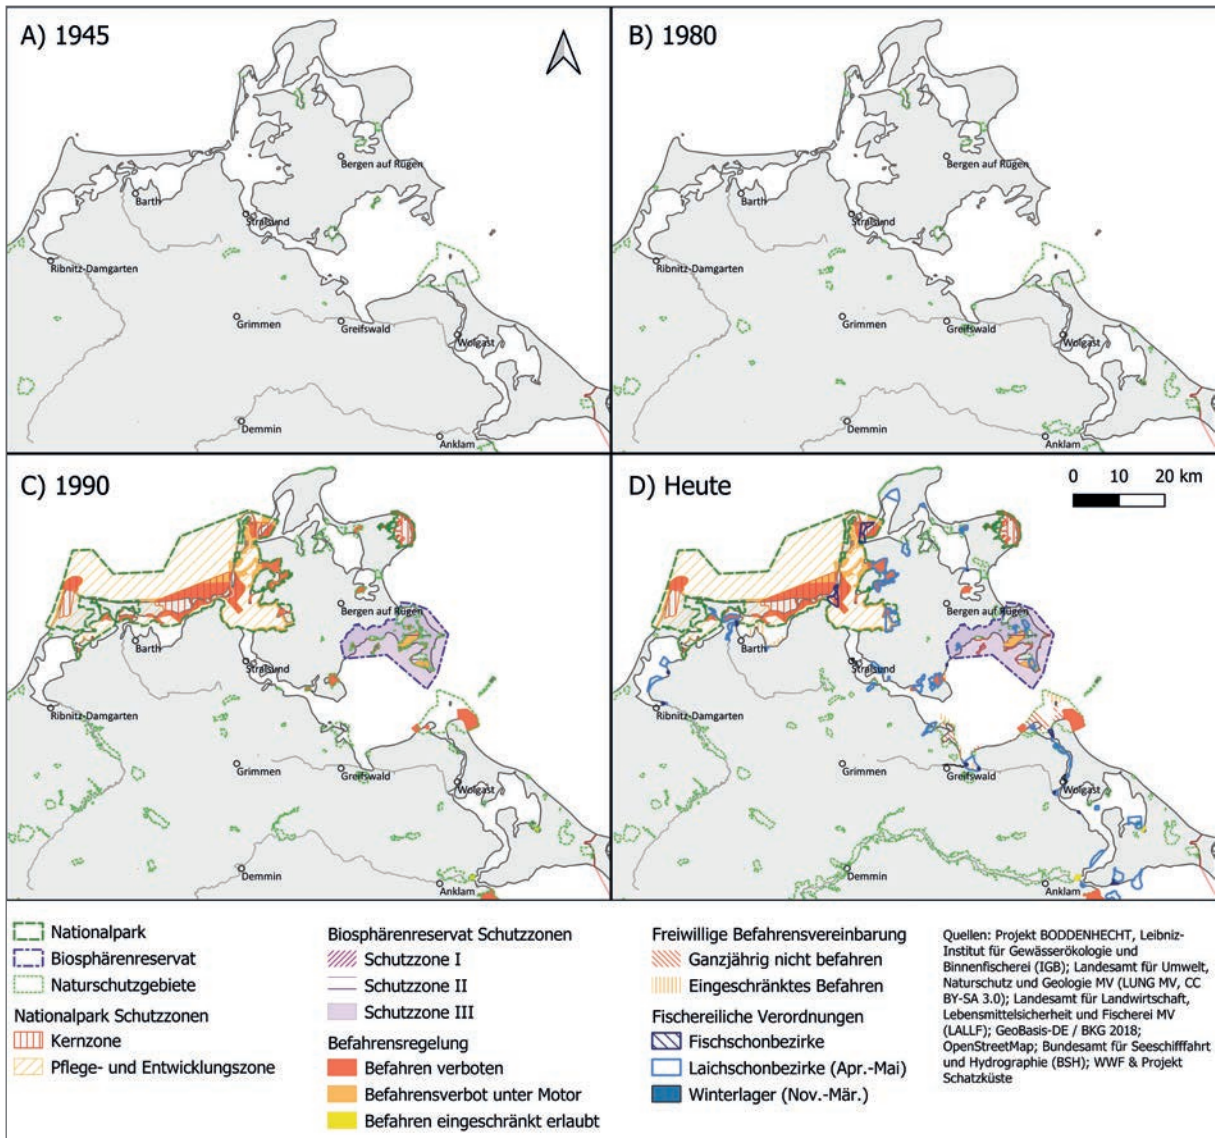 A) 1945
Bergen auf Rügen
Barth
Stralsund
Ribnitz-Damgarten
Grimmen
Greifswald
Wolgast
Demmin
Anklam
B) 1980
Bergen auf Rügen
Barth
Stralsund
Ribnitz-Damgarten
Grimmen
Greifswald
Wolgast
Demmin
Anklam
C) 1990
Bergen auf Rügen
Barth
Stralsund
Ribnitz-Damgarten
Grimmen
Greifswald
Wolgast
Demmin
Anklam
D) Heute
0 10 20 km
Bergen auf Rügen
Barth
Stralsund
Ribnitz-Damgarten
Grimmen
Greifswald
Wolgast
Demmin
Anklam
Nationalpark
Biosphärenreservat
Naturschutzgebiete
Nationalpark Schutzzonen
Kernzone
Pflege- und Entwicklungszone
Biosphärenreservat Schutzzonen
Schutzzone I
Schutzzone II
Schutzzone III
Befahrensregelung
Befahren verboten
Befahrensverbot unter Motor
Befahren eingeschränkt erlaubt
Freiwillige Befahrensvereinbarung
Ganzjährig nicht befahren
Eingeschränktes Befahren
Fischereiliche Verordnungen
Fischschonbezirke
Laichschonbezirke (Apr.-Mai)
Winterlager (Nov.-Mär.)
Quellen: Projekt BODDENHECHT, Leibniz-
Institut für Gewässerökologie und
Binnenfischerei (IGB); Landesamt für Umwelt,
Naturschutz und Geologie MV (LUNG MV, CC
BY-SA 3.0); Landesamt für Landwirtschaft,
Lebensmittelsicherheit und Fischerei MV
(LALLF); GeoBasis-DE / BKG 2018;
OpenStreetMap; Bundesamt für Seeschifffahrt
und Hydrographie (BSH); WWF & Projekt
Schatzküste